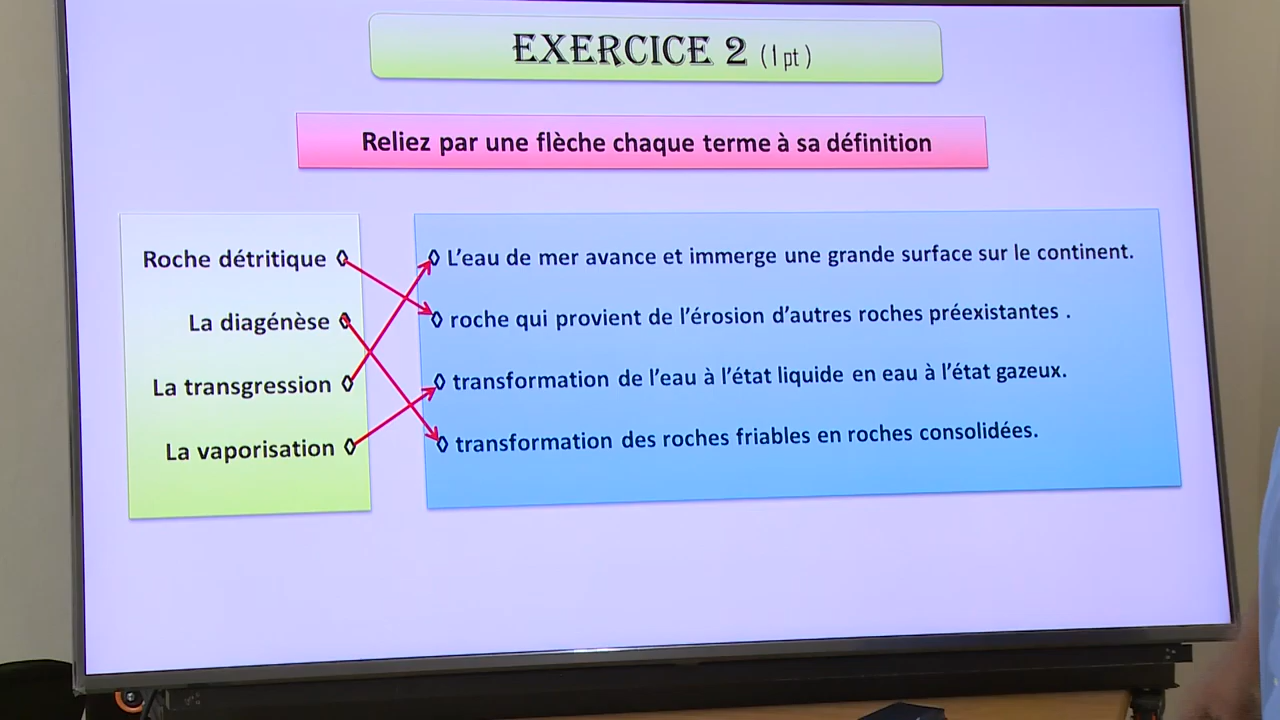 EXERCICE 2 (1 pt )
Reliez par une flèche chaque terme à sa définition
Roche détritique
La diagénèse
La transgression
La vaporisation
L'eau de mer avance et immerge une grande surface sur le continent.
roche qui provient de l'érosion d'autres roches préexistantes .
transformation de l'eau à l'état liquide en eau à l'état gazeux.
transformation des roches friables en roches consolidées.